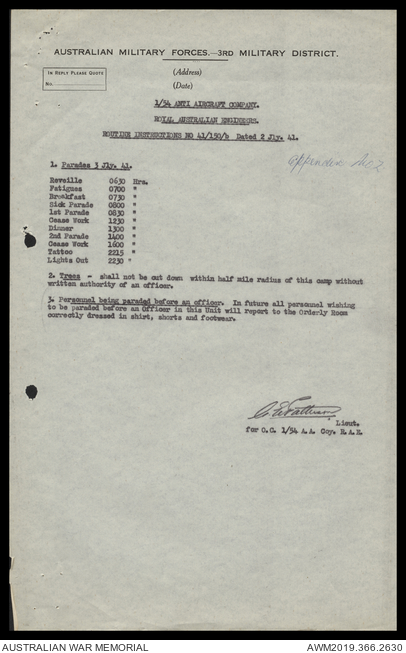 AUSTRALIAN MILITARY FORCES.—3RD MILITARY DISTRICT.
IN REPLY PLEASE QUOTE
No.
(Address)
(Date)
1/54 ANTI AIRCRAFT COMPANY.
ROYAL AUSTRALIAN ENGINEERS.
ROUTINE INSTRUCTIONS NO 41/150/b Dated 2 Jly. 41.
appendix No 2
1. Parades 3 Jly. 41.
Reveille 0630 Hrs.
Fatigues 0700 "
Breakfast 0730 "
Sick Parade 0800 "
1st Parade 0830 "
Cease Work 1230 "
Dinner 1300 "
2nd Parade 1400 "
Cease Work 1600 "
Tattoo 2215 "
Lights Out 2230 "
2. Trees - shall not be cut down within half mile radius of this camp without
written authority of an officer.
3. Personnel being paraded before an officer. In future all personnel wishing
to be paraded before an Officer in this Unit will report to the Orderly Room
correctly dressed in shirt, shorts and footwear.
Lieut.
for O.C. 1/54 A.A. Coy. R.A.E.
AUSTRALIAN WAR MEMORIAL
AWM2019.366.2630